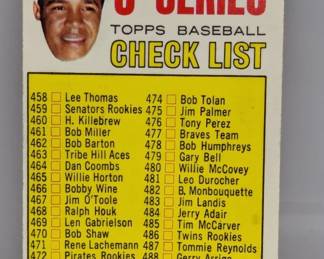 SERIES
TOPPS BASEBALL
CHECK LIST
458 Lee Thomas
459 Senators Rookies
460 H. Killebrew
461 Bob Miller
462 Bob Barton
463 Tribe Hill Aces
464 Dan Coombs
465 Willie Horton
466 Bobby Wine
467 Jim O'Toole
468 Ralph Houk
469 Len Gabrielson
470 Bob Shaw
471 Rene Lachemann
472 Pirates Rookies
474 Bob Tolan
475 Jim Palmer
476 Tony Perez
477 Braves Team
478 Bob Humphreys
479 Gary Bell
480 Willie McCovey
481 Leo Durocher
482 B. Monbouquette
483 Jim Landis
484 Jerry Adair
485 Tim McCarver
486 Twins Rookies
487 Tommie Reynolds
488 Gerry Arrigo